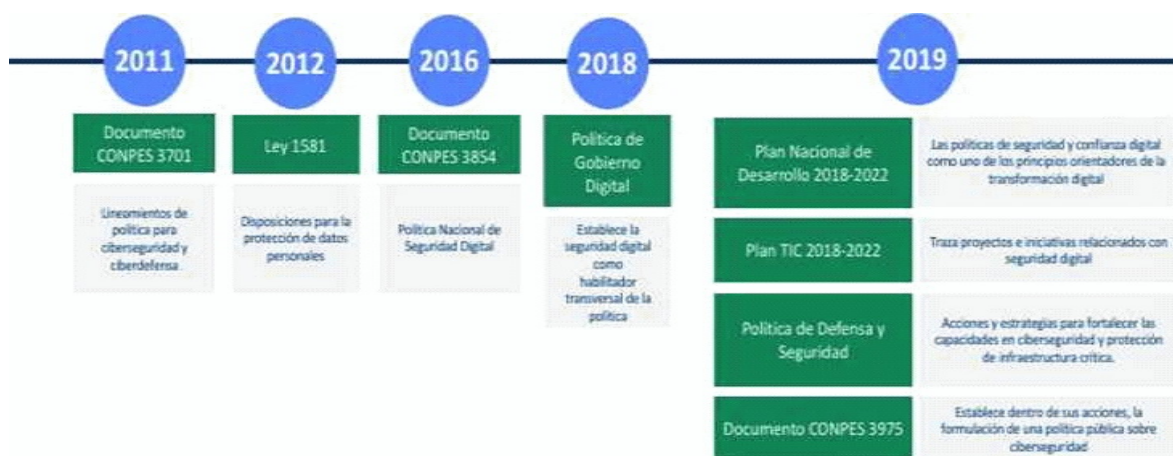 2011
2012
2016
2018
2019
Documento
CONPES 3701
Lineamientos de
política para
ciberseguridad y
ciberdefensa
Ley 1581
Disposiciones para la
protección de datos
personales
Documento
CONPES 3854
Política Nacional de
Seguridad Digital
Política de
Gobierno
Digital
Establece la
seguridad digital
como
habilitador
transversal de la
política
Plan Nacional de
Desarrollo 2018-2022
Las políticas de seguridad y confianza digital
como uno de los principios orientadores de la
transformación digital
Plan TIC 2018-2022
Traza proyectos e iniciativas relacionados con
seguridad digital
Política de Defensa y
Seguridad
Acciones y estrategias para fortalecer las
capacidades en ciberseguridad y protección
de infraestructura crítica.
Documento CONPES 3975
Establece dentro de sus acciones, la
formulación de una política pública sobre
ciberseguridad